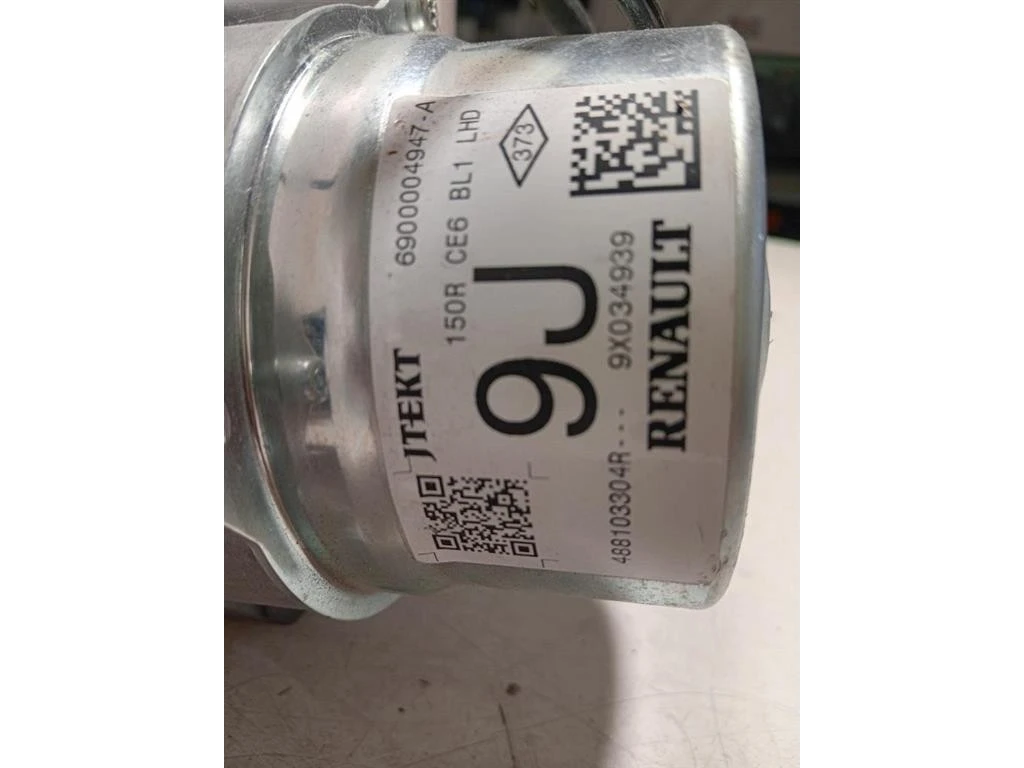 JTEKT 6900004947-A
150R CE6 BL1 LHD
9J
373
488103304R--- 9X034939
RENAULT